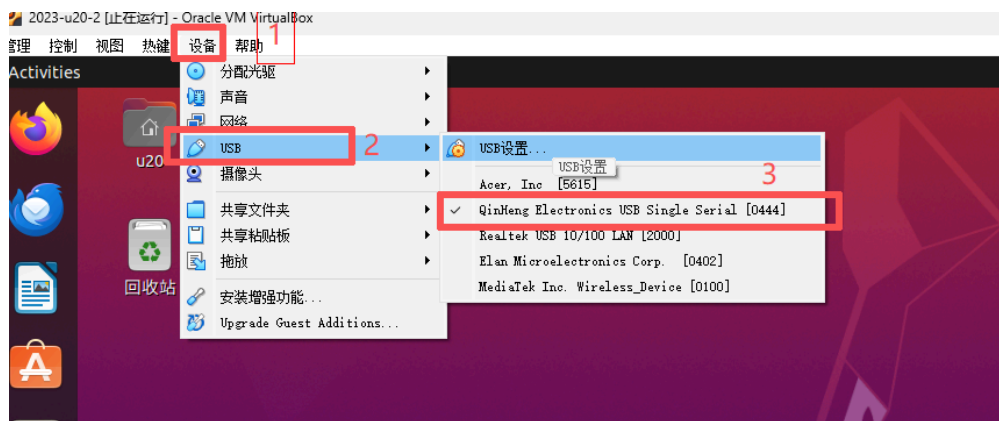 2023-u20-2 [正在运行] - Oracle VM VirtualBox
1
管理 控制 视图 热键 设备 帮助
Activities
分配光驱
声音
网络
USB
2
摄像头
共享文件夹
共享粘贴板
拖放
安装增强功能...
Upgrade Guest Additions...
USB设置...
USB设置
Acer, Inc [5615]
3
QinHeng Electronics USB Single Serial [0444]
Realtek USB 10/100 LAN [2000]
Elan Microelectronics Corp. [0402]
MediaTek Inc. Wireless_Device [0100]
u20
回收站